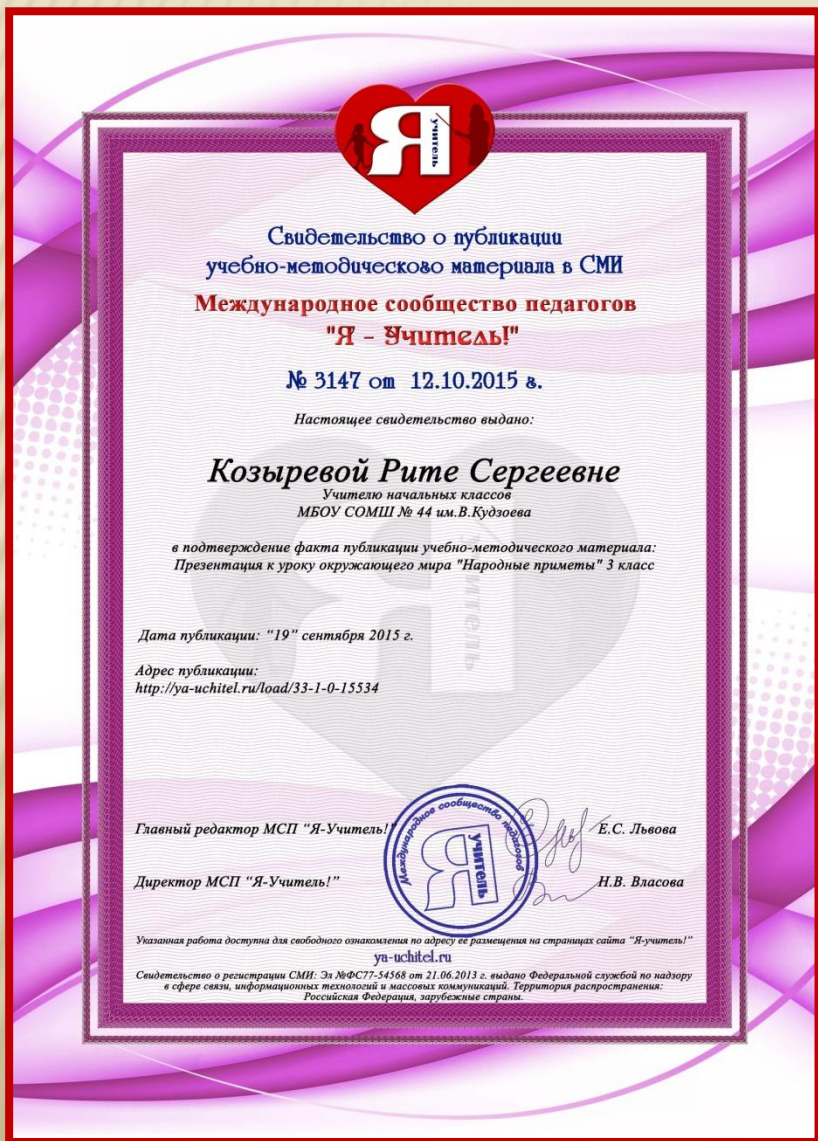 Я учитель
Свидетельство о публикации
учебно-методического материала в СМИ
Международное сообщество педагогов
"Я - Учитель!"
№ 3147 от 12.10.2015 г.
Настоящее свидетельство выдано:
Козыревой Рите Сергеевне
Учителю начальных классов
МБОУ СОМШ № 44 им.В.Кудзоева
в подтверждение факта публикации учебно-методического материала:
Презентация к уроку окружающего мира "Народные приметы" 3 класс
Я учитель
Дата публикации: “19” сентября 2015 г.
Адрес публикации:
http://ya-uchitel.ru/load/33-1-0-15534
Главный редактор МСП “Я-Учитель!” Е.С. Львова
Международное сообщество педагогов
Я учитель
Директор МСП “Я-Учитель!” Н.В. Власова
Указанная работа доступна для свободного ознакомления по адресу ее размещения на страницах сайта “Я-учитель!”
ya-uchitel.ru
Свидетельство о регистрации СМИ: Эл №ФС77-54568 от 21.06.2013 г. выдано Федеральной службой по надзору
в сфере связи, информационных технологий и массовых коммуникаций. Территория распространения:
Российская Федерация, зарубежные страны.